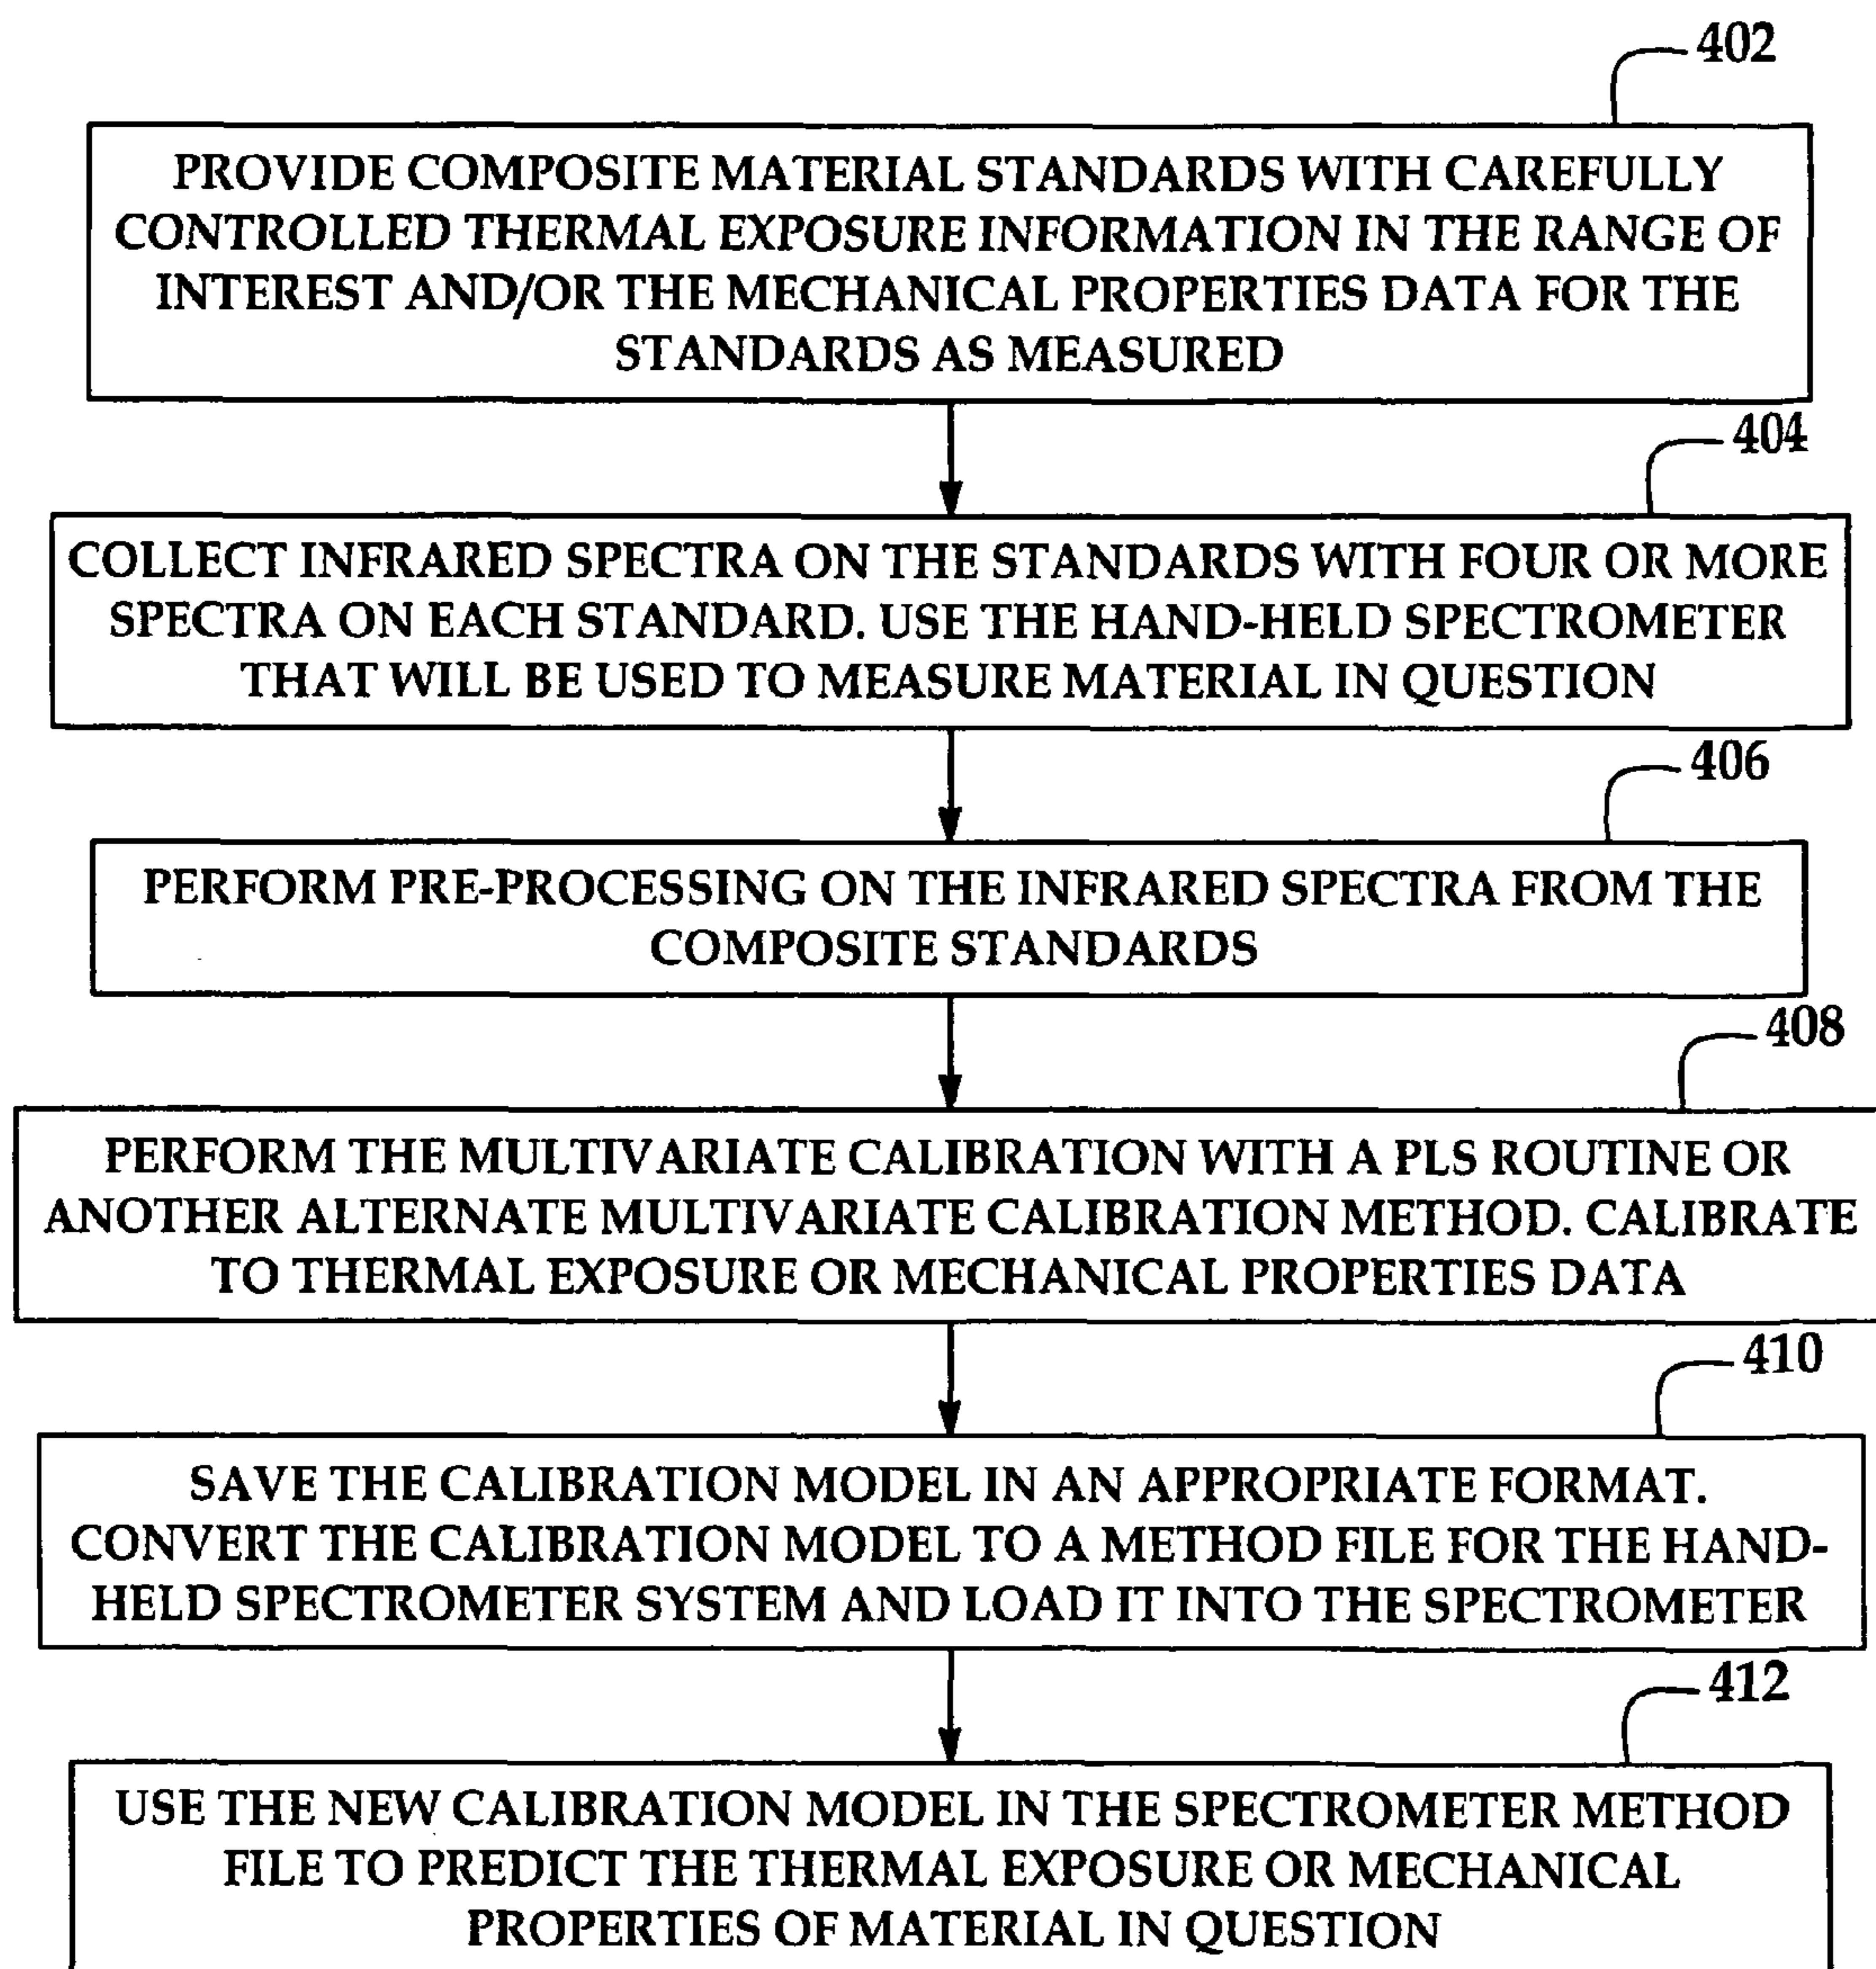 402
PROVIDE COMPOSITE MATERIAL STANDARDS WITH CAREFULLY
CONTROLLED THERMAL EXPOSURE INFORMATION IN THE RANGE OF
INTEREST AND/OR THE MECHANICAL PROPERTIES DATA FOR THE
STANDARDS AS MEASURED
404
COLLECT INFRARED SPECTRA ON THE STANDARDS WITH FOUR OR MORE
SPECTRA ON EACH STANDARD. USE THE HAND-HELD SPECTROMETER
THAT WILL BE USED TO MEASURE MATERIAL IN QUESTION
406
PERFORM PRE-PROCESSING ON THE INFRARED SPECTRA FROM THE
COMPOSITE STANDARDS
408
PERFORM THE MULTIVARIATE CALIBRATION WITH A PLS ROUTINE OR
ANOTHER ALTERNATE MULTIVARIATE CALIBRATION METHOD. CALIBRATE
TO THERMAL EXPOSURE OR MECHANICAL PROPERTIES DATA
410
SAVE THE CALIBRATION MODEL IN AN APPROPRIATE FORMAT.
CONVERT THE CALIBRATION MODEL TO A METHOD FILE FOR THE HAND-
HELD SPECTROMETER SYSTEM AND LOAD IT INTO THE SPECTROMETER
412
USE THE NEW CALIBRATION MODEL IN THE SPECTROMETER METHOD
FILE TO PREDICT THE THERMAL EXPOSURE OR MECHANICAL
PROPERTIES OF MATERIAL IN QUESTION